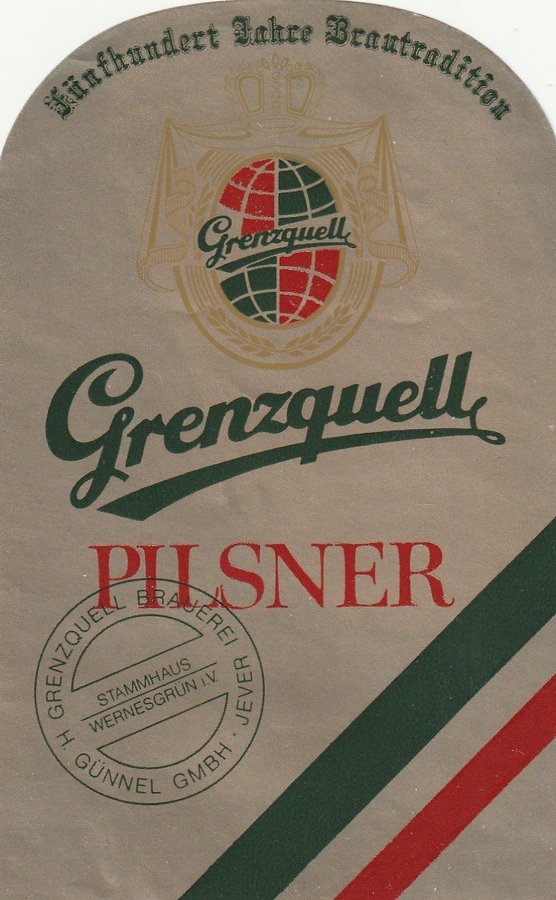 Fünfhundert Jahre Brautradition
Grenzquell
Grenzquell
PILSNER
H. GRENZQUELL BRAUEREI
STAMMHAUS
WERNESGRÜN i.V.
GÜNNEL GMBH · JEVER